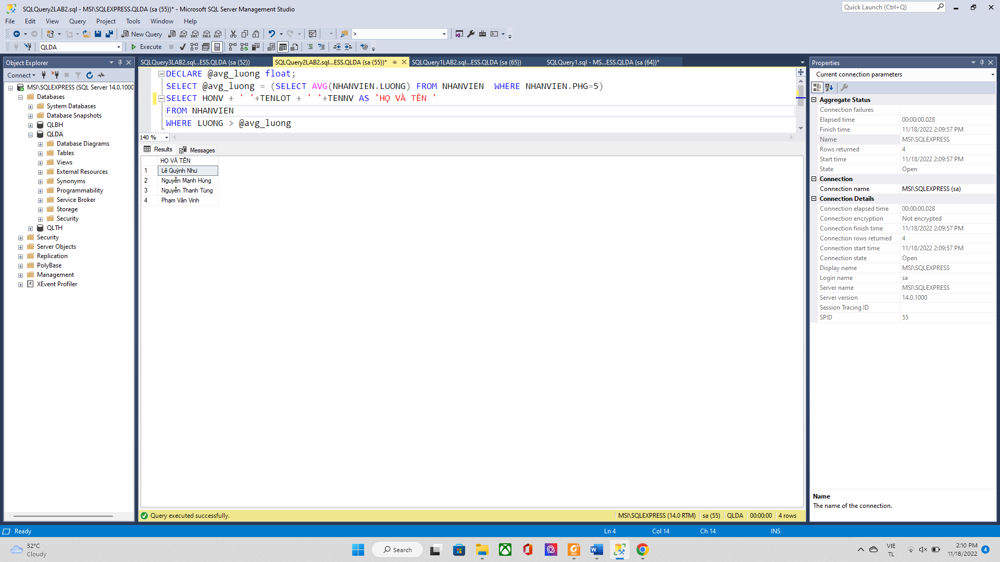 SQLQuery2LAB2.sql - MSI\SQLEXPRESS.QLDA (sa (55))* - Microsoft SQL Server Management Studio
Quick Launch (Ctrl+Q)
File Edit View Query Project Tools Window Help
New Query
>
QLDA
Execute
Object Explorer
Connect
MSI\SQLEXPRESS (SQL Server 14.0.1000
Databases
System Databases
Database Snapshots
QLBH
QLDA
Database Diagrams
Tables
Views
External Resources
Synonyms
Programmability
Service Broker
Storage
Security
QLTH
Security
Server Objects
Replication
PolyBase
Management
XEvent Profiler
SQLQuery3LAB2.sql...ESS.QLDA (sa (52))
SQLQuery2LAB2.sql...ESS.QLDA (sa (55))*
SQLQuery1LAB2.sql...ESS.QLDA (sa (65))
SQLQuery1.sql - MS...ESS.QLDA (sa (64))*
DECLARE @avg_luong float;
SELECT @avg_luong = (SELECT AVG(NHANVIEN.LUONG) FROM NHANVIEN  WHERE NHANVIEN.PHG=5)
SELECT HONV + ' '+TENLOT + ' '+TENNV AS 'HỌ VÀ TÊN '
FROM NHANVIEN
WHERE LUONG > @avg_luong
140 %
Results
Messages
HỌ VÀ TÊN
1 Lê Quỳnh Như
2 Nguyễn Mạnh Hùng
3 Nguyễn Thanh Tùng
4 Phạm Văn Vinh
Query executed successfully.
MSI\SQLEXPRESS (14.0 RTM)
sa (55)
QLDA
00:00:00
4 rows
Properties
Current connection parameters
Aggregate Status
Connection failures
Elapsed time 00:00:00.028
Finish time 11/18/2022 2:09:57 PM
Name MSI\SQLEXPRESS
Rows returned 4
Start time 11/18/2022 2:09:57 PM
State Open
Connection
Connection name MSI\SQLEXPRESS (sa)
Connection Details
Connection elapsed time 00:00:00.028
Connection encryption Not encrypted
Connection finish time 11/18/2022 2:09:57 PM
Connection rows returned 4
Connection start time 11/18/2022 2:09:57 PM
Connection state Open
Display name MSI\SQLEXPRESS
Login name sa
Server name MSI\SQLEXPRESS
Server version 14.0.1000
Session Tracing ID
SPID 55
Name
The name of the connection.
Ready
Ln 4
Col 14
Ch 14
INS
32°C
Cloudy
Search
VIE
TL
2:10 PM
11/18/2022
4